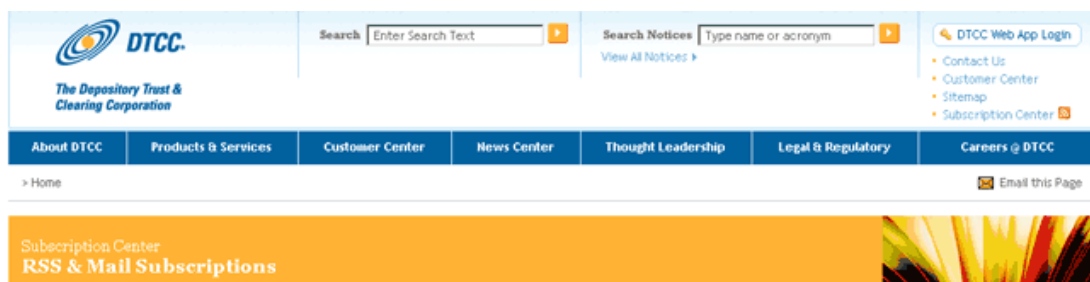 DTCC.
The Depository Trust &
Clearing Corporation
Search Enter Search Text
Search Notices Type name or acronym
View All Notices
DTCC Web App Login
Contact Us
Customer Center
Sitemap
Subscription Center
About DTCC Products & Services Customer Center News Center Thought Leadership Legal & Regulatory Careers @ DTCC
> Home Email this Page
Subscription Center
RSS & Mail Subscriptions